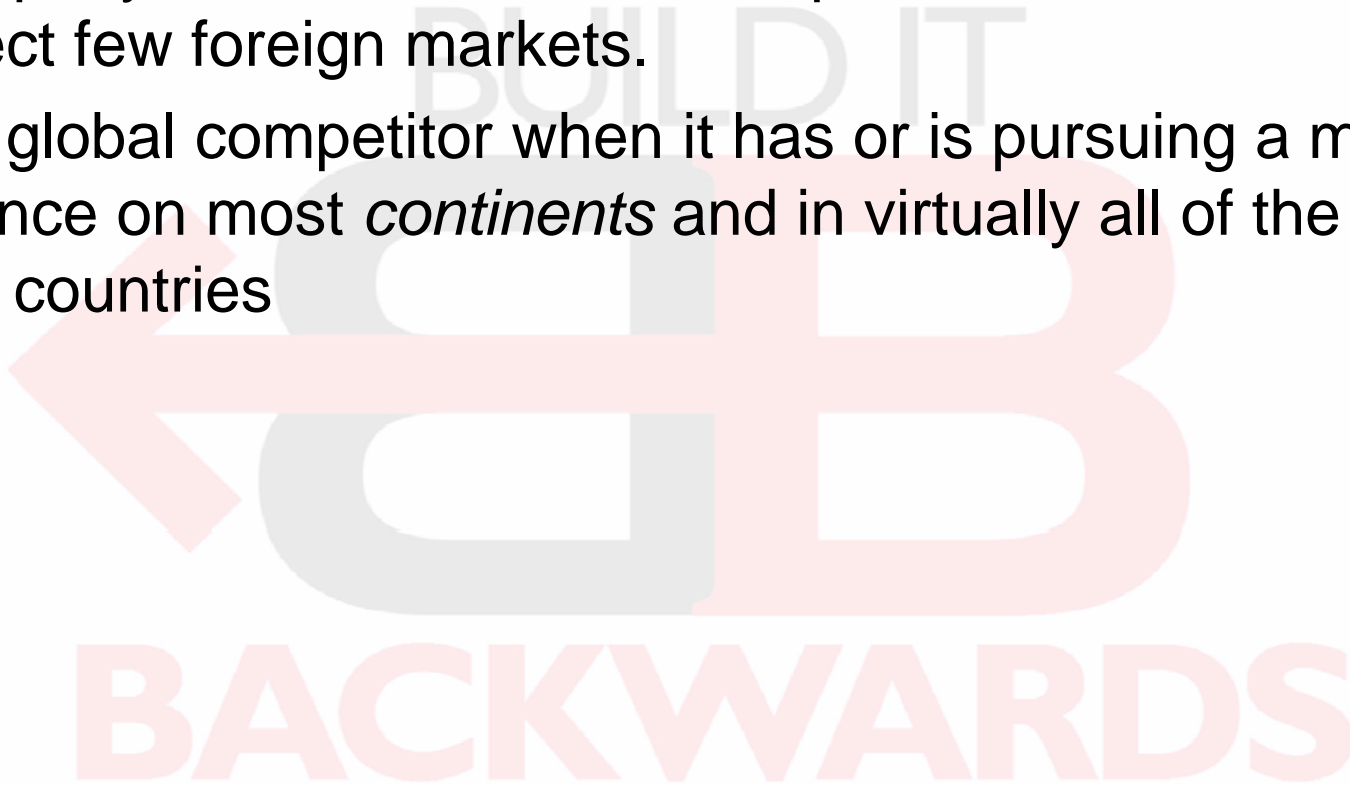 BUILD IT
ect few foreign markets.
global competitor when it has or is pursuing a m
nce on most continents and in virtually all of the
countries
BACKWARDS